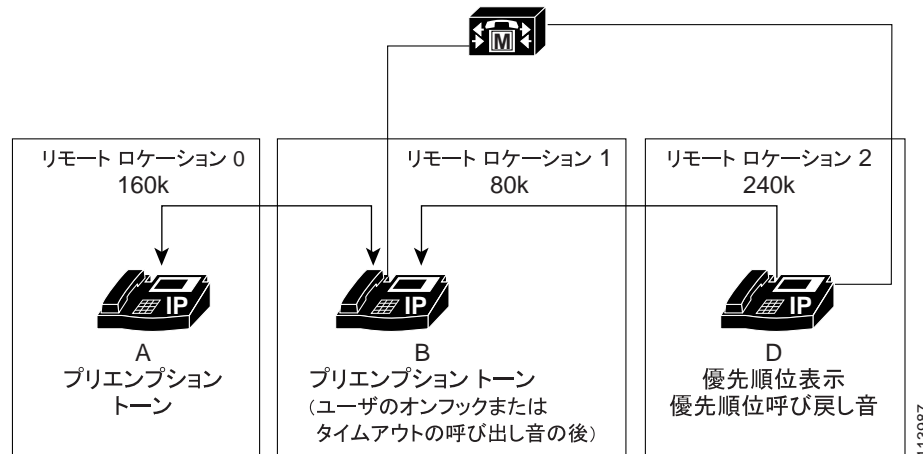 M
リモート ロケーション 0
160k
リモート ロケーション 1
80k
リモート ロケーション 2
240k
IP
IP
IP
A
プリエンプション
トーン
B
プリエンプション トーン
（ユーザのオンフックまたは
タイムアウトの呼び出し音の後）
D
優先順位表示
優先順位呼び戻し音